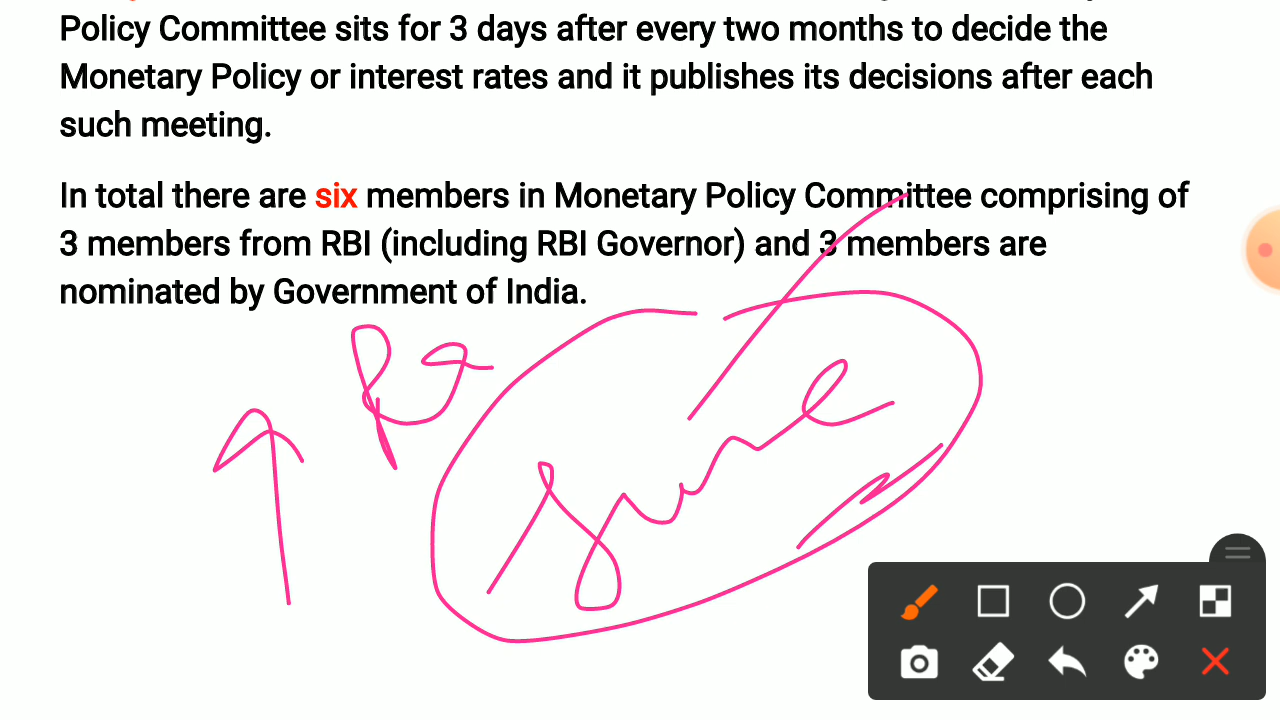 Policy Committee sits for 3 days after every two months to decide the
Monetary Policy or interest rates and it publishes its decisions after each
such meeting.
In total there are six members in Monetary Policy Committee comprising of
3 members from RBI (including RBI Governor) and 3 members are
nominated by Government of India.